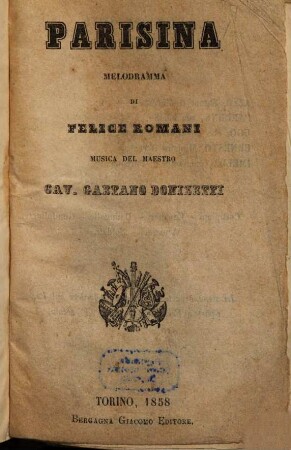 PARISINA
MELODRAMMA
DI
FELICE ROMANI
MUSICA DEL MAESTRO
CAV. GAETANO DONIZETTI
TORINO, 1858
BERGAGNA GIACOMO EDITORE.